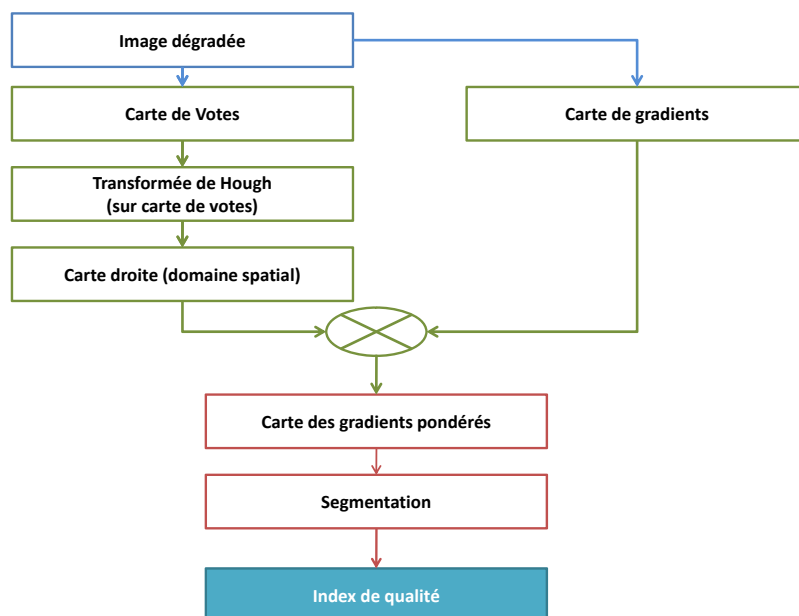 Image dégradée
Carte de Votes
Carte de gradients
Transformée de Hough
(sur carte de votes)
Carte droite (domaine spatial)
Carte des gradients pondérés
Segmentation
Index de qualité